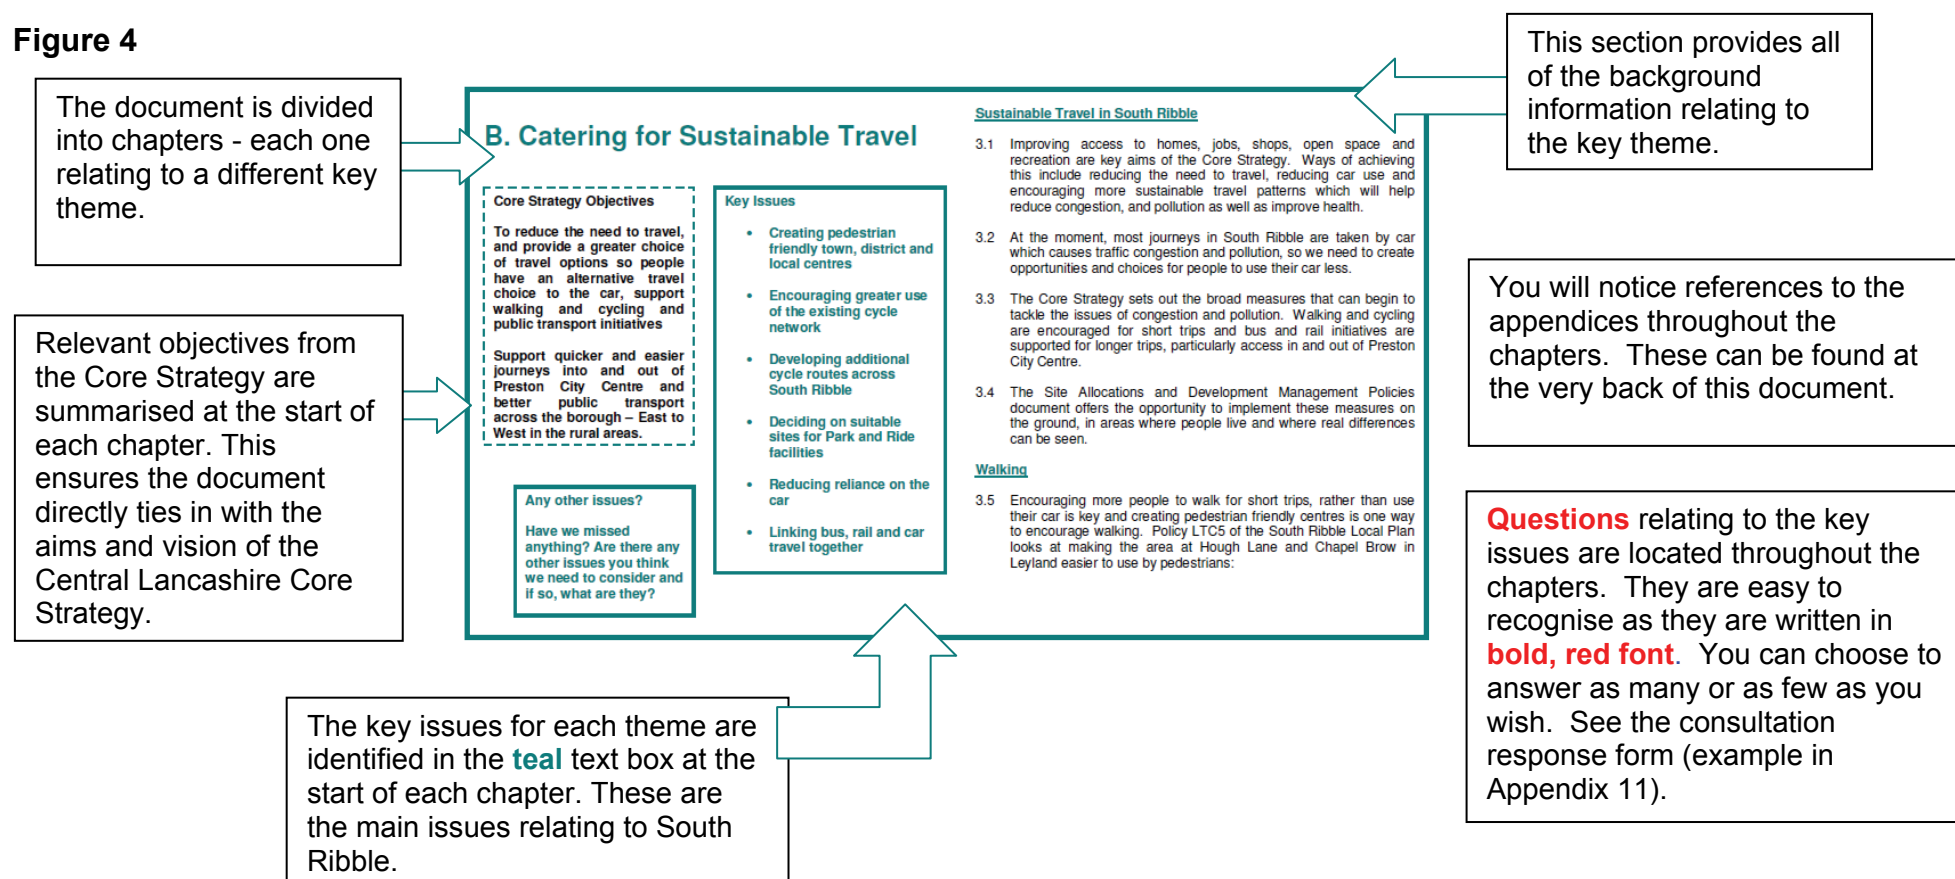 Figure 4
The document is divided
into chapters - each one
relating to a different key
theme.
Relevant objectives from
the Core Strategy are
summarised at the start of
each chapter. This
ensures the document
directly ties in with the
aims and vision of the
Central Lancashire Core
Strategy.
B. Catering for Sustainable Travel
Core Strategy Objectives
To reduce the need to travel,
and provide a greater choice
of travel options so people
have an alternative travel
choice to the car, support
walking and cycling and
public transport initiatives
Support quicker and easier
journeys into and out of
Preston City Centre and
better public transport
across the borough – East to
West in the rural areas.
Any other issues?
Have we missed
anything? Are there any
other issues you think
we need to consider and
if so, what are they?
Key Issues
• Creating pedestrian
friendly town, district and
local centres
• Encouraging greater use
of the existing cycle
network
• Developing additional
cycle routes across
South Ribble
• Deciding on suitable
sites for Park and Ride
facilities
• Reducing reliance on the
car
• Linking bus, rail and car
travel together
Sustainable Travel in South Ribble
3.1 Improving access to homes, jobs, shops, open space and
recreation are key aims of the Core Strategy. Ways of achieving
this include reducing the need to travel, reducing car use and
encouraging more sustainable travel patterns which will help
reduce congestion, and pollution as well as improve health.
3.2 At the moment, most journeys in South Ribble are taken by car
which causes traffic congestion and pollution, so we need to create
opportunities and choices for people to use their car less.
3.3 The Core Strategy sets out the broad measures that can begin to
tackle the issues of congestion and pollution. Walking and cycling
are encouraged for short trips and bus and rail initiatives are
supported for longer trips, particularly access in and out of Preston
City Centre.
3.4 The Site Allocations and Development Management Policies
document offers the opportunity to implement these measures on
the ground, in areas where people live and where real differences
can be seen.
Walking
3.5 Encouraging more people to walk for short trips, rather than use
their car is key and creating pedestrian friendly centres is one way
to encourage walking. Policy LTC5 of the South Ribble Local Plan
looks at making the area at Hough Lane and Chapel Brow in
Leyland easier to use by pedestrians:
The key issues for each theme are
identified in the teal text box at the
start of each chapter. These are
the main issues relating to South
Ribble.
This section provides all
of the background
information relating to
the key theme.
You will notice references to the
appendices throughout the
chapters. These can be found at
the very back of this document.
Questions relating to the key
issues are located throughout the
chapters. They are easy to
recognise as they are written in
bold, red font. You can choose to
answer as many or as few as you
wish. See the consultation
response form (example in
Appendix 11).